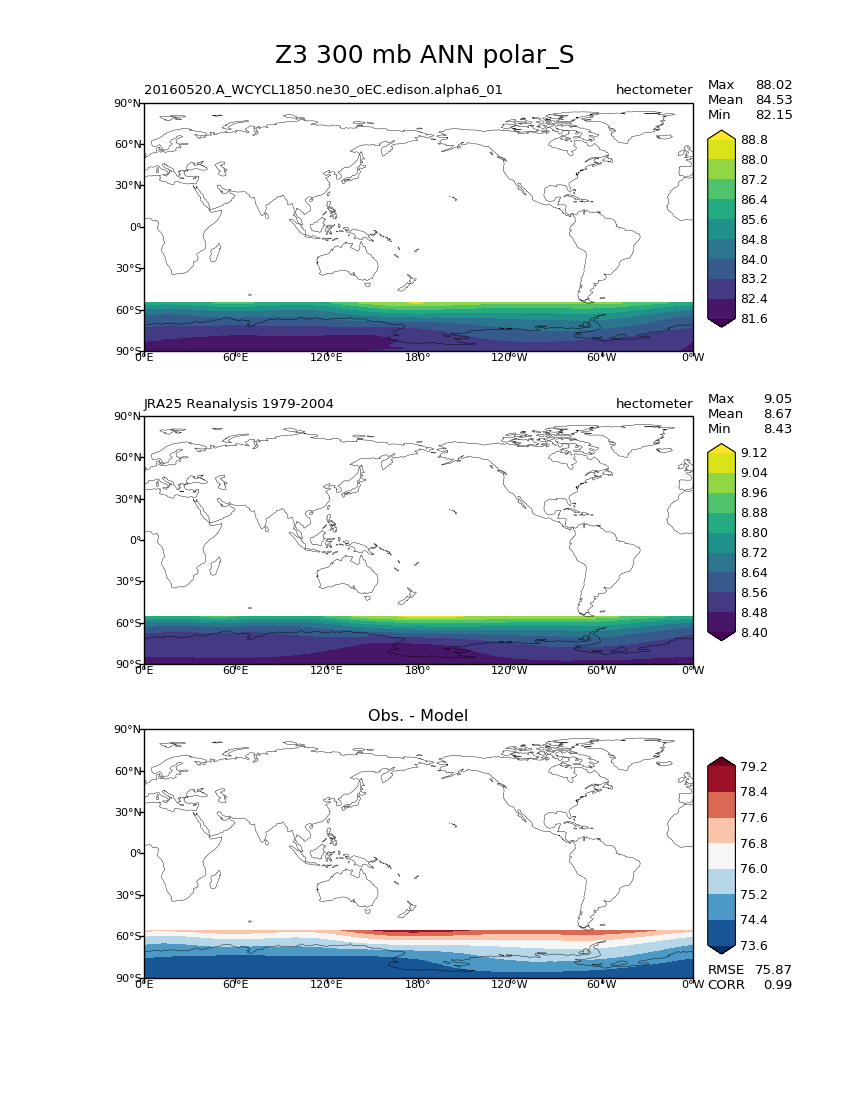 Z3 300 mb ANN polar_S
20160520.A_WCYCL1850.ne30_oEC.edison.alpha6_01 hectometer
Max 88.02
Mean 84.53
Min 82.15
90°N
60°N
30°N
0°
30°S
60°S
90°S
0°E 60°E 120°E 180° 120°W 60°W 0°W
88.8
88.0
87.2
86.4
85.6
84.8
84.0
83.2
82.4
81.6
JRA25 Reanalysis 1979-2004 hectometer
Max 9.05
Mean 8.67
Min 8.43
90°N
60°N
30°N
0°
30°S
60°S
90°S
0°E 60°E 120°E 180° 120°W 60°W 0°W
9.12
9.04
8.96
8.88
8.80
8.72
8.64
8.56
8.48
8.40
Obs. - Model
90°N
60°N
30°N
0°
30°S
60°S
90°S
0°E 60°E 120°E 180° 120°W 60°W 0°W
79.2
78.4
77.6
76.8
76.0
75.2
74.4
73.6
RMSE 75.87
CORR 0.99